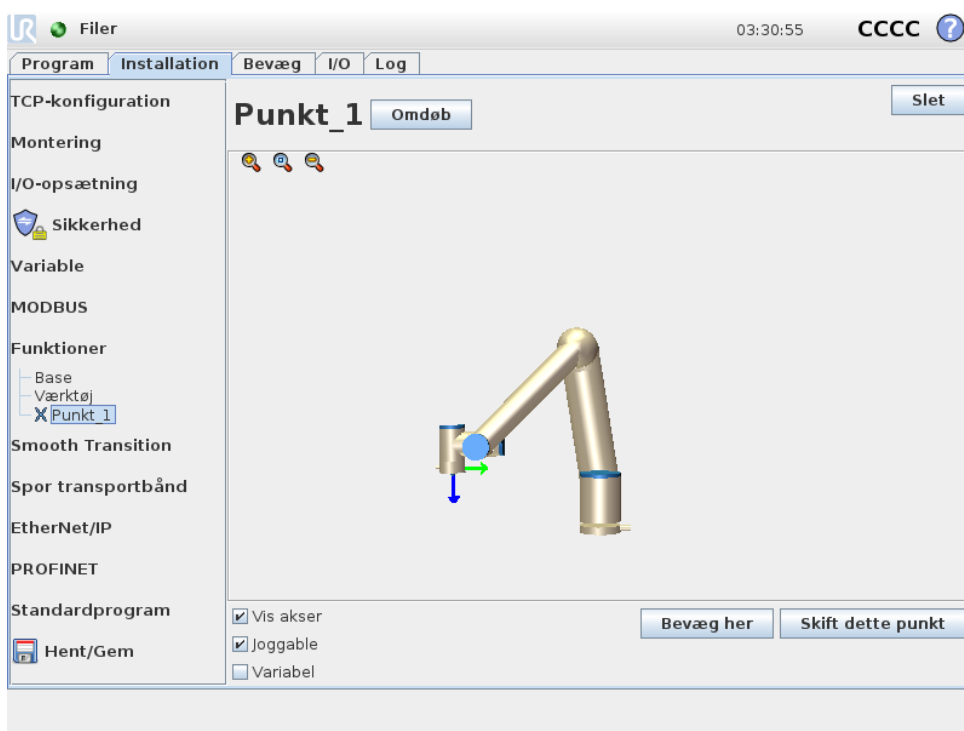 UR Filer 03:30:55 CCCC ?
Program Installation Bevæg I/O Log
TCP-konfiguration
Montering
I/O-opsætning
Sikkerhed
Variable
MODBUS
Funktioner
Base
Værktøj
Punkt_1
Smooth Transition
Spor transportbånd
EtherNet/IP
PROFINET
Standardprogram
Hent/Gem
Punkt_1 Omdøb Slet
Vis akser
Joggable
Variabel
Bevæg her Skift dette punkt